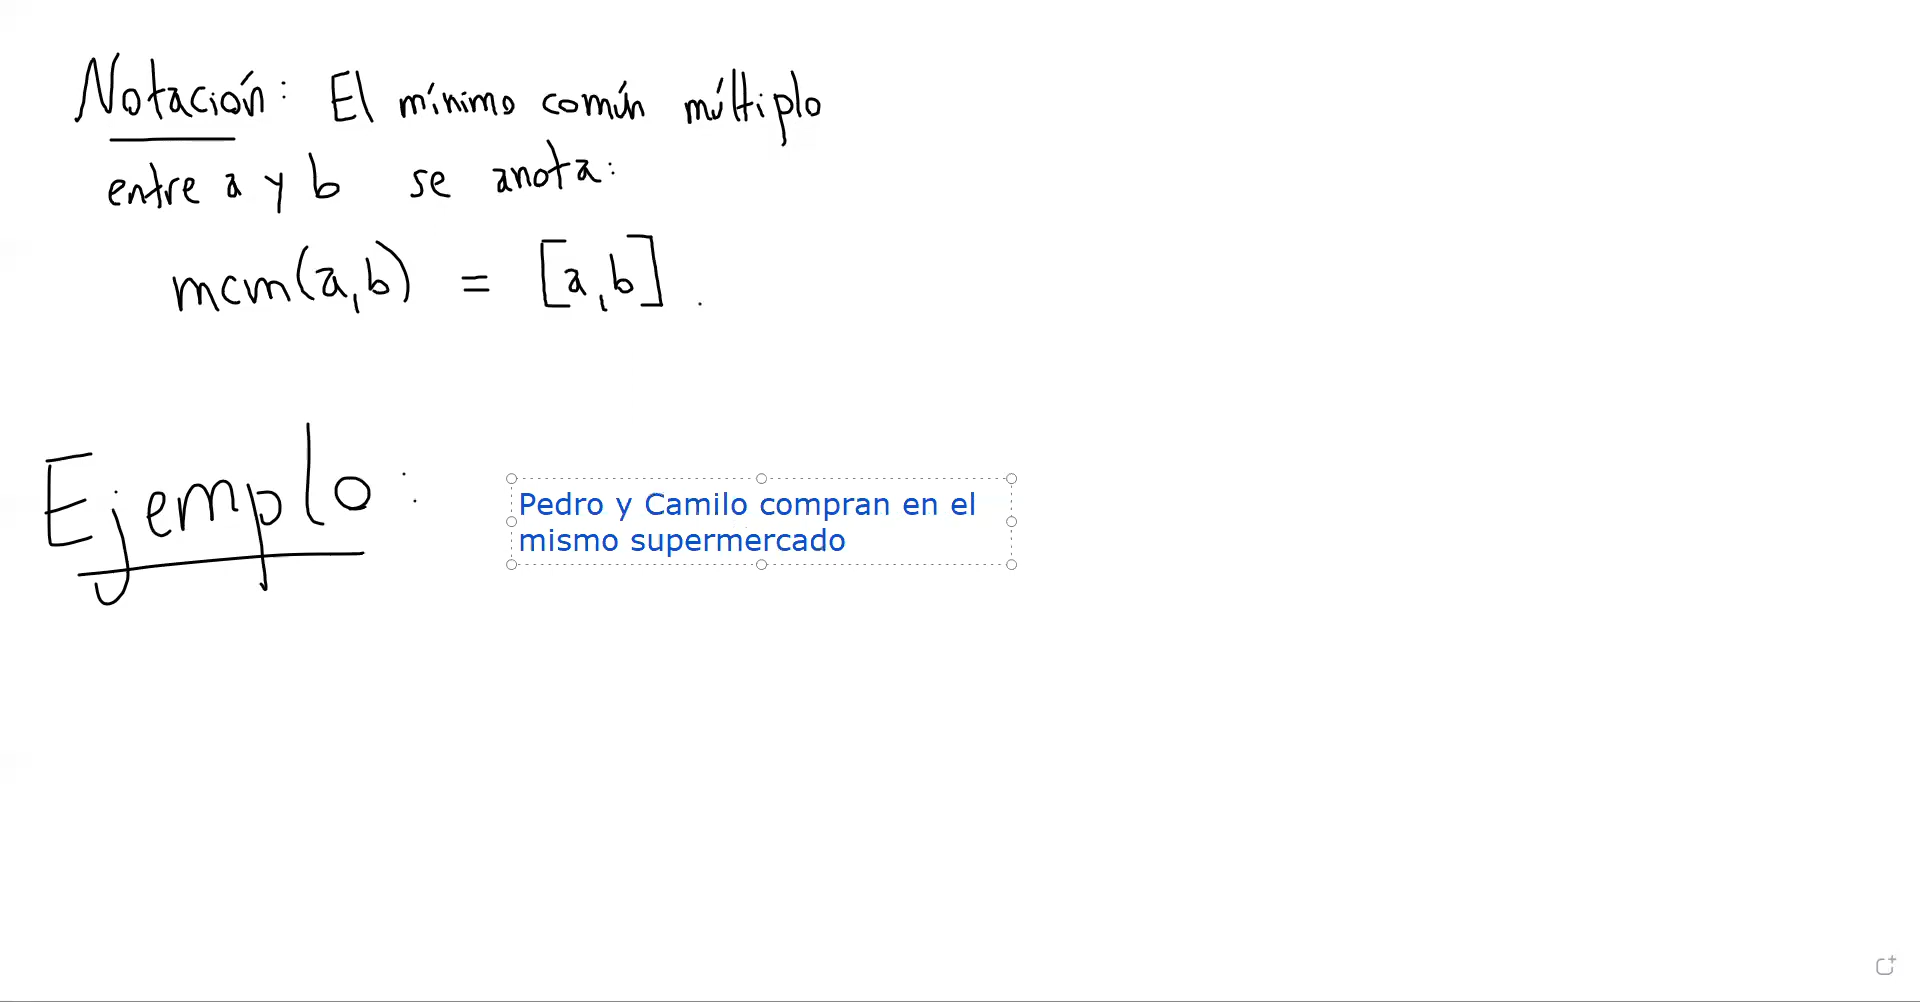 Notación: El mínimo común múltiplo
entre a y b se anota:
mcm(a,b) = [a,b].
Ejemplo:
Pedro y Camilo compran en el
mismo supermercado